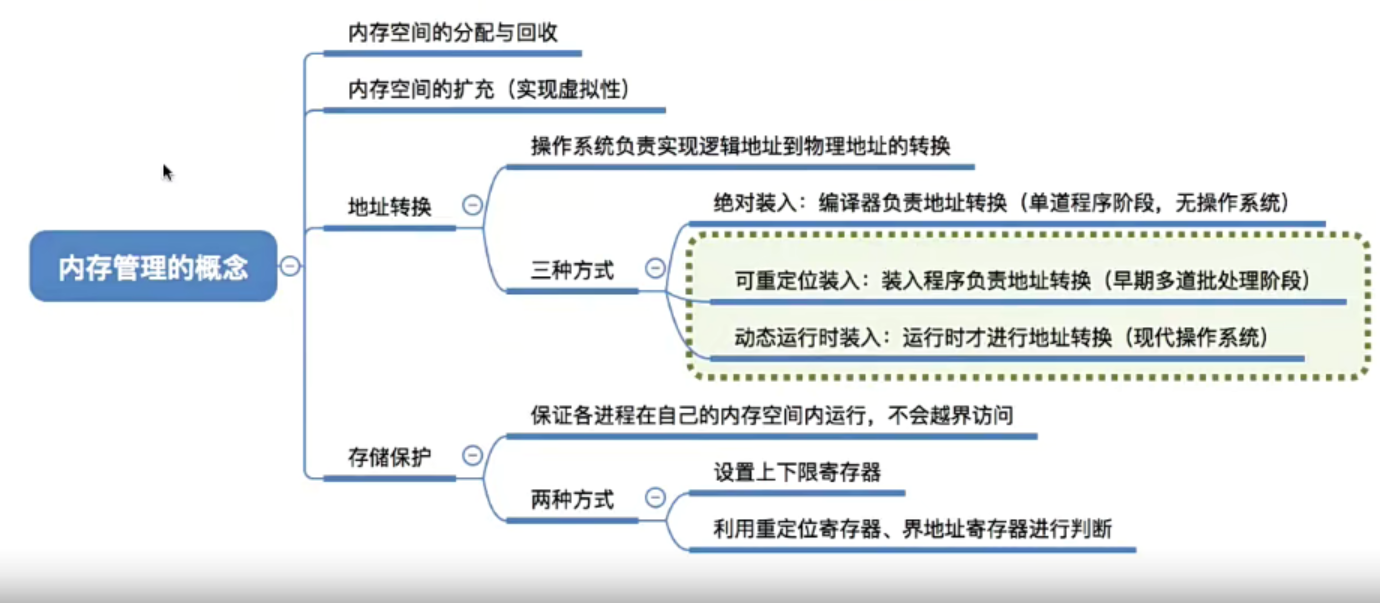 内存空间的分配与回收
内存空间的扩充（实现虚拟性）
操作系统负责实现逻辑地址到物理地址的转换
地址转换
绝对装入：编译器负责地址转换（单道程序阶段，无操作系统）
三种方式
可重定位装入：装入程序负责地址转换（早期多道批处理阶段）
动态运行时装入：运行时才进行地址转换（现代操作系统）
内存管理的概念
保证各进程在自己的内存空间内运行，不会越界访问
存储保护
设置上下限寄存器
两种方式
利用重定位寄存器、界地址寄存器进行判断